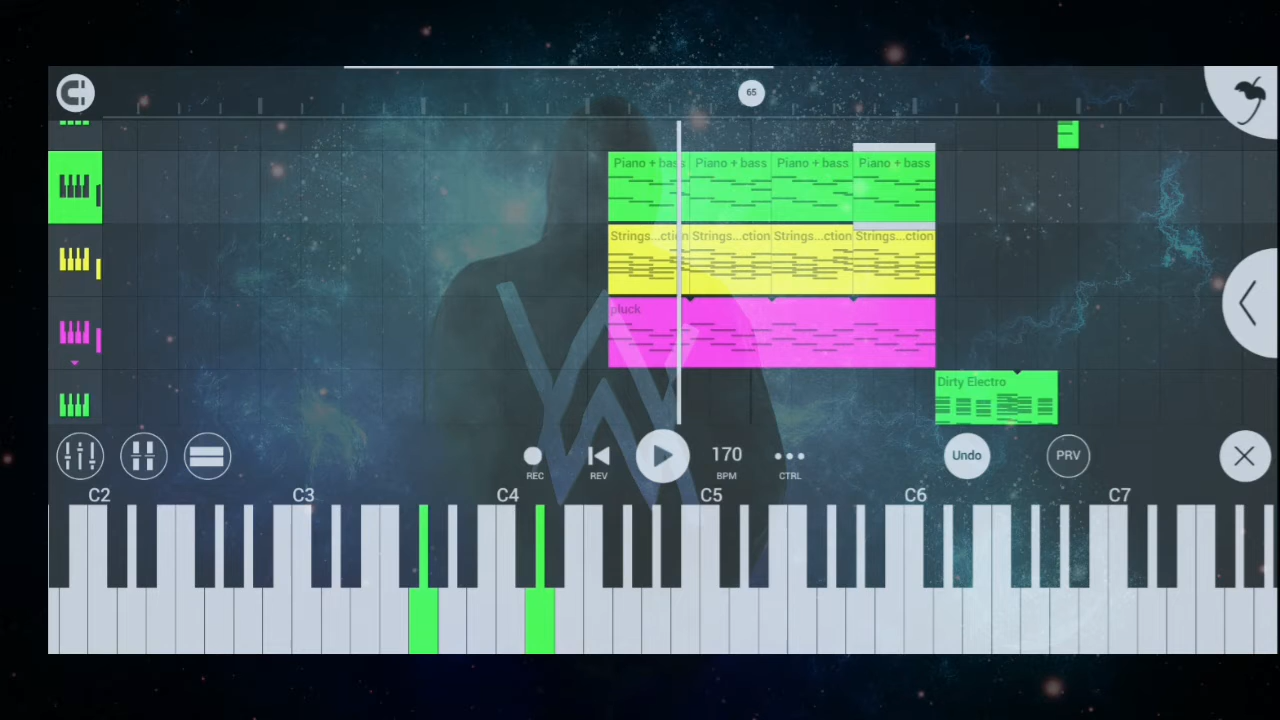 65
Piano + bass Piano + bass Piano + bass Piano + bass
Strings...ction Strings...ction Strings...ction Strings...ction
pluck
Dirty Electro
170
Undo
PRV
REC
REV
BPM
CTRL
C2 C3 C4 C5 C6 C7